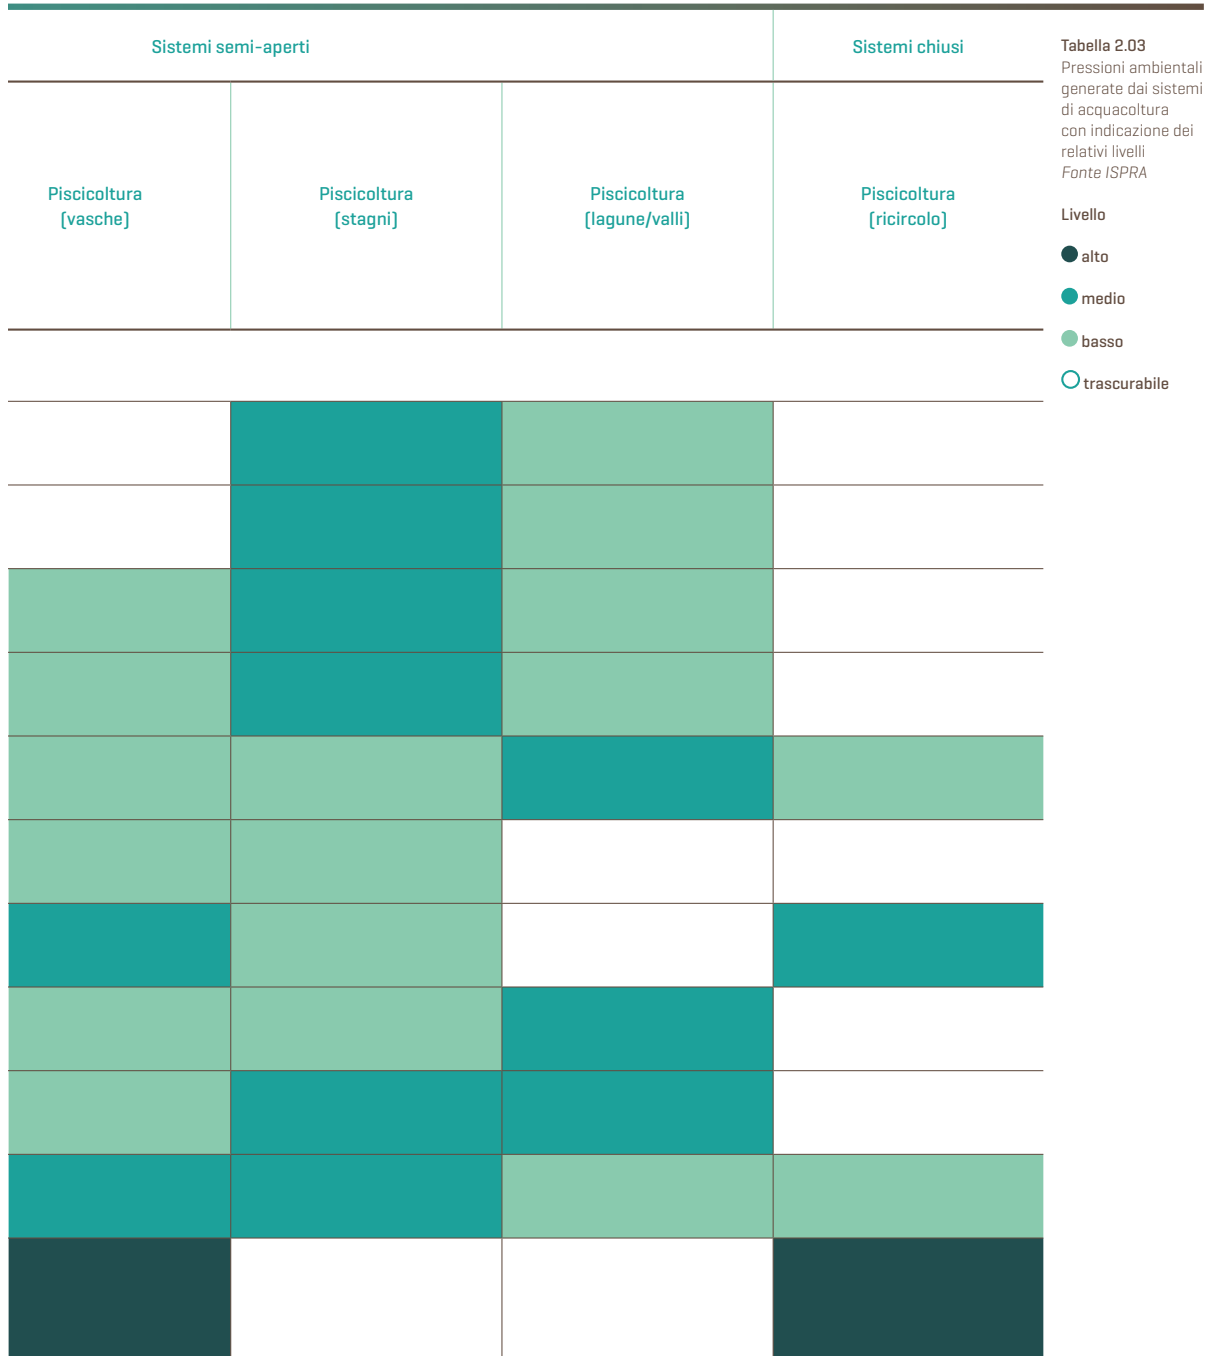 Sistemi semi-aperti
Sistemi chiusi
Piscicoltura
(vasche)
Piscicoltura
(stagni)
Piscicoltura
(lagune/valli)
Piscicoltura
(ricircolo)
Tabella 2.03
Pressioni ambientali
generate dai sistemi
di acquacoltura
con indicazione dei
relativi livelli
Fonte ISPRA
Livello
alto
medio
basso
trascurabile